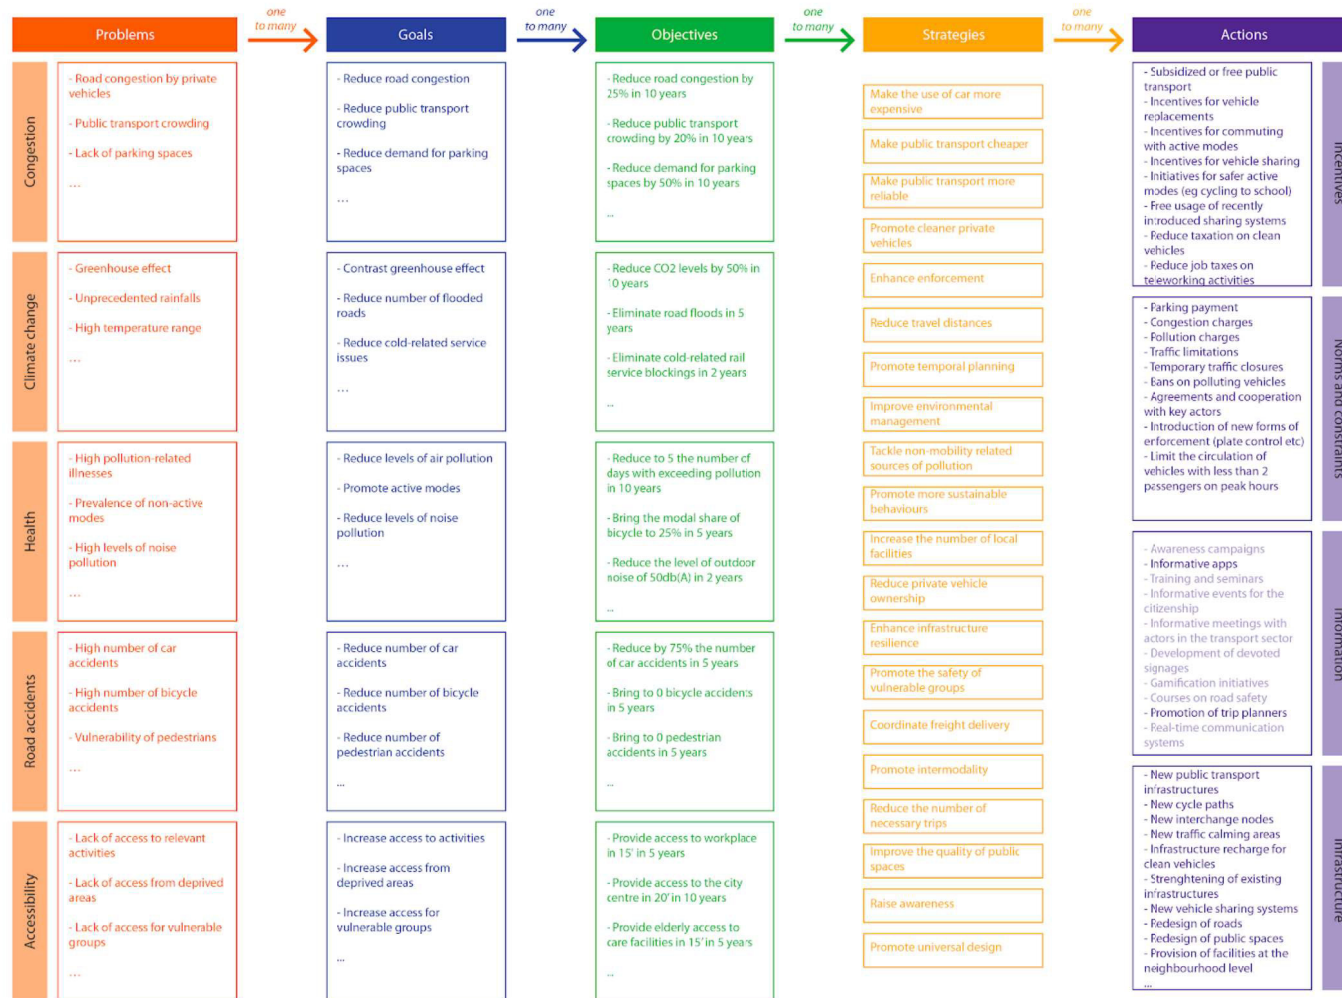 Problems
one
to many
Goals
one
to many
Objectives
one
to many
Strategies
one
to many
Actions
Congestion
- Road congestion by private
vehicles
- Public transport crowding
- Lack of parking spaces
...
- Reduce road congestion
- Reduce public transport
crowding
- Reduce demand for parking
spaces
...
- Reduce road congestion by
25% in 10 years
- Reduce public transport
crowding by 20% in 10 years
- Reduce demand for parking
spaces by 50% in 10 years
...
Climate change
- Greenhouse effect
- Unprecedented rainfalls
- High temperature range
...
- Contrast greenhouse effect
- Reduce number of flooded
roads
- Reduce cold-related service
issues
...
- Reduce CO2 levels by 50% in
10 years
- Eliminate road floods in 5
years
- Eliminate cold-related rail
service blockings in 2 years
...
Health
- High pollution-related
illnesses
- Prevalence of non-active
modes
- High levels of noise
pollution
...
- Reduce levels of air pollution
- Promote active modes
- Reduce levels of noise
pollution
...
- Reduce to 5 the number of
days with exceeding pollution
in 10 years
- Bring the modal share of
bicycle to 25% in 5 years
- Reduce the level of outdoor
noise of 50db(A) in 2 years
...
Road accidents
- High number of car
accidents
- High number of bicycle
accidents
- Vulnerability of pedestrians
...
- Reduce number of car
accidents
- Reduce number of bicycle
accidents
- Reduce number of
pedestrian accidents
...
- Reduce by 75% the number
of car accidents in 5 years
- Bring to 0 bicycle accidents
in 5 years
- Bring to 0 pedestrian
accidents in 5 years
...
Accessibility
- Lack of access to relevant
activities
- Lack of access from deprived
areas
- Lack of access for vulnerable
groups
...
- Increase access to activities
- Increase access from
deprived areas
- Increase access for
vulnerable groups
...
- Provide access to workplace
in 15' in 5 years
- Provide access to the city
centre in 20' in 10 years
- Provide elderly access to
care facilities in 15' in 5 years
...
Make the use of car more
expensive
Make public transport cheaper
Make public transport more
reliable
Promote cleaner private
vehicles
Enhance enforcement
Reduce travel distances
Promote temporal planning
Improve environmental
management
Tackle non-mobility related
sources of pollution
Promote more sustainable
behaviours
Increase the number of local
facilities
Reduce private vehicle
ownership
Enhance infrastructure
resilience
Promote the safety of
vulnerable groups
Coordinate freight delivery
Promote intermodality
Reduce the number of
necessary trips
Improve the quality of public
spaces
Raise awareness
Promote universal design
- Subsidized or free public
transport
- Incentives for vehicle
replacements
- Incentives for commuting
with active modes
- Incentives for vehicle sharing
- Initiatives for safer active
modes (eg cycling to school)
- Free usage of recently
introduced sharing systems
- Reduce taxation on clean
vehicles
- Reduce job taxes on
teleworking activities
Incentives
- Parking payment
- Congestion charges
- Pollution charges
- Traffic limitations
- Temporary traffic closures
- Bans on polluting vehicles
- Agreements and cooperation
with key actors
- Introduction of new forms of
enforcement (plate control etc)
- Limit the circulation of
vehicles with less than 2
passengers on peak hours
Norms and constraints
- Awareness campaigns
- Informative apps
- Training and seminars
- Informative events for the
citizenship
- Informative meetings with
actors in the transport sector
- Development of devoted
signages
- Gamification initiatives
- Courses on road safety
- Promotion of trip planners
- Real-time communication
systems
Information
- New public transport
infrastructures
- New cycle paths
- New interchange nodes
- New traffic calming areas
- Infrastructure recharge for
clean vehicles
- Strenghtening of existing
infrastructures
- New vehicle sharing systems
- Redesign of roads
- Redesign of public spaces
- Provision of facilities at the
neighbourhood level
...
Infrastructure